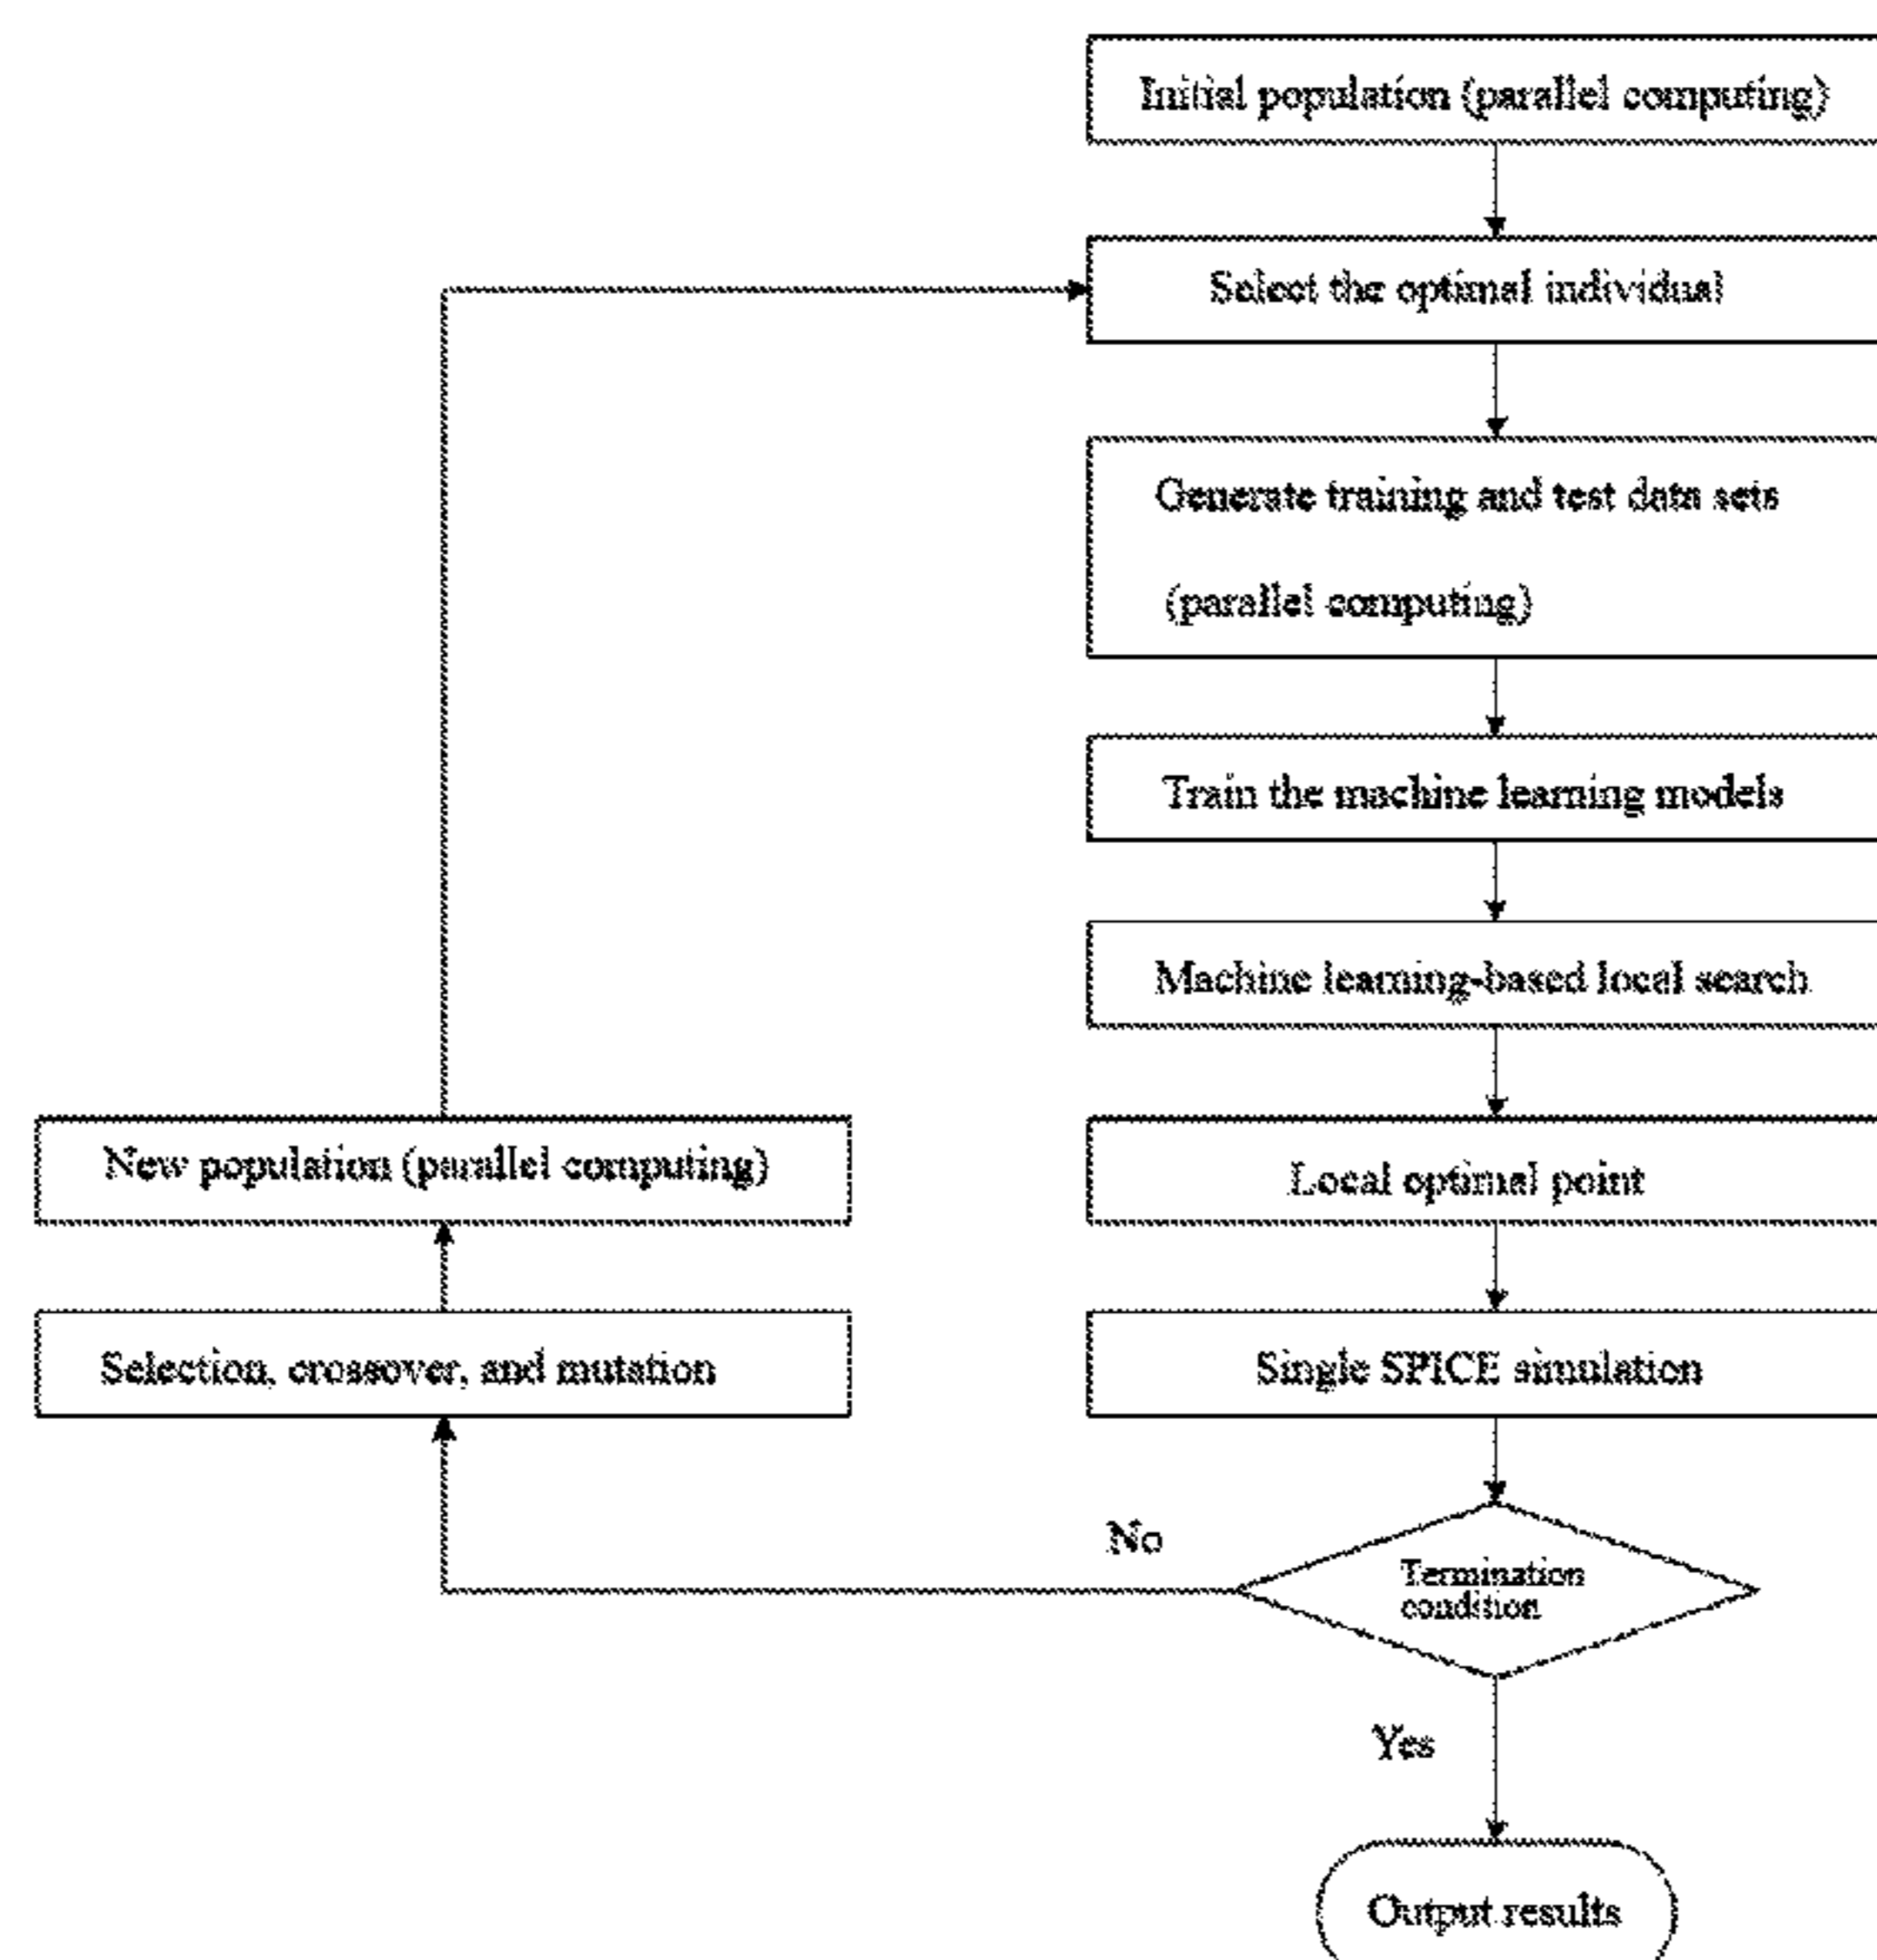 Initial population (parallel computing)
Select the optimal individual
Generate training and test data sets
(parallel computing)
Train the machine learning models
Machine learning-based local search
Local optimal point
Single SPICE simulation
Termination
condition
No
Selection, crossover, and mutation
New population (parallel computing)
Yes
Output results